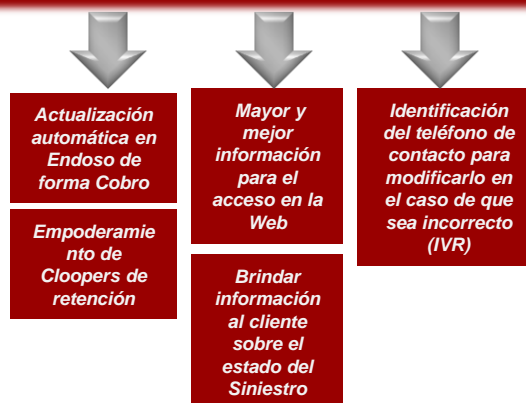 Actualización
automática en
Endoso de
forma Cobro
Empoderamie
nto de
Cloopers de
retención
Mayor y
mejor
información
para el
acceso en la
Web
Brindar
información
al cliente
sobre el
estado del
Siniestro
Identificación
del teléfono de
contacto para
modificarlo en
el caso de que
sea incorrecto
(IVR)